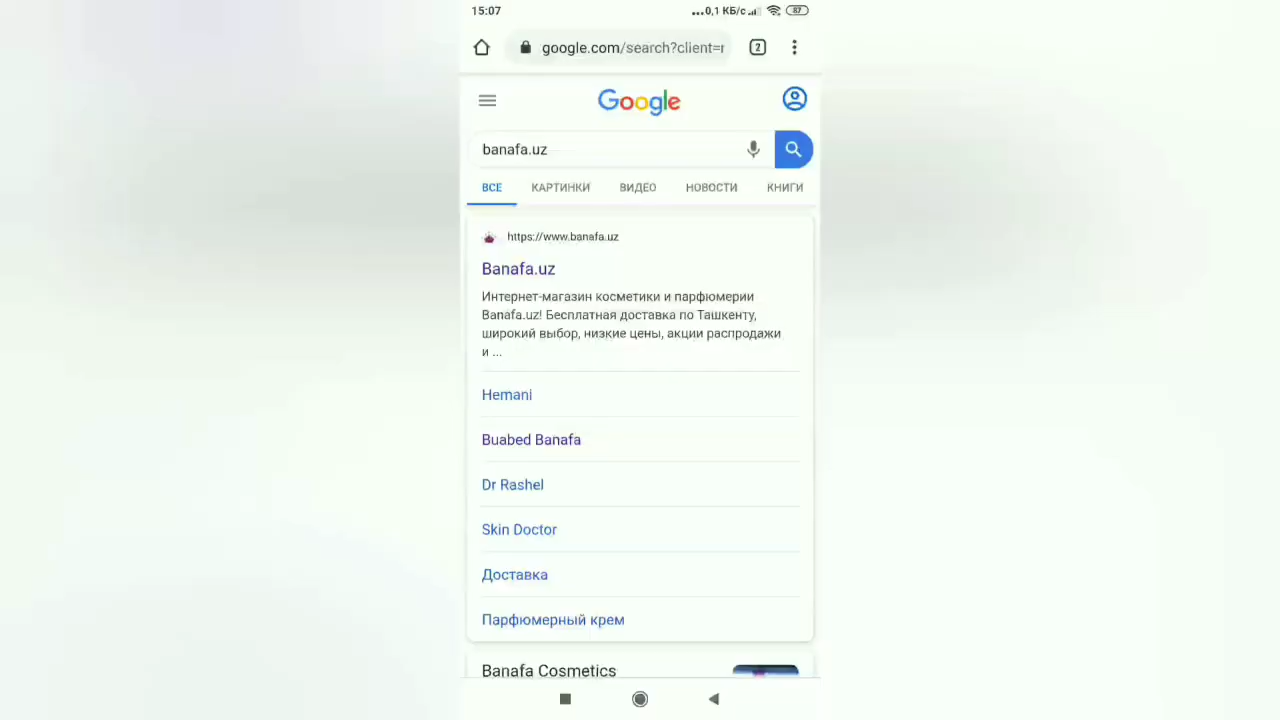 15:07
...0,1 КБ/с
87
google.com/search?client=r
2
Google
banafa.uz
ВСЕ
КАРТИНКИ
ВИДЕО
НОВОСТИ
КНИГИ
https://www.banafa.uz
Banafa.uz
Интернет-магазин косметики и парфюмерии
Banafa.uz! Бесплатная доставка по Ташкенту,
широкий выбор, низкие цены, акции распродажи
и ...
Hemani
Buabed Banafa
Dr Rashel
Skin Doctor
Доставка
Парфюмерный крем
Banafa Cosmetics